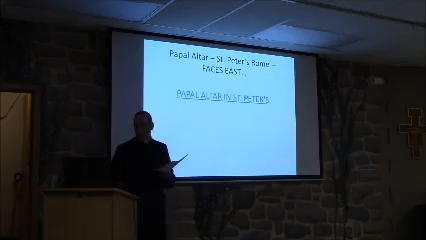 Papal Altar – St. Peter's Rome –
FACES EAST...
PAPAL ALTAR IN ST. PETER'S